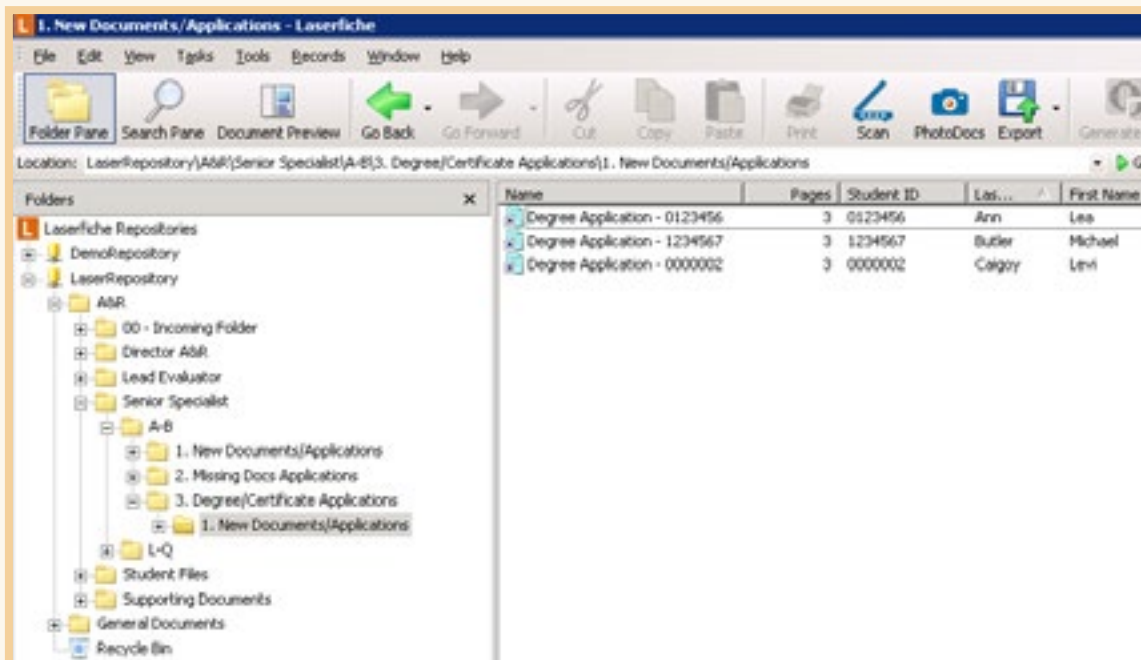 1. New Documents/Applications - Laserfiche
File Edit View Tasks Tools Records Window Help
Folder Pane Search Pane Document Preview Go Back Go Forward Cut Copy Paste Print Scan PhotoDocs Export Generate
Location: LaserRepository\A&R\Senior Specialist\A-B\3. Degree/Certificate Applications\1. New Documents/Applications G
Folders x
Name Pages Student ID Las... First Name
Degree Application - 0123456 3 0123456 Ann Lea
Degree Application - 1234567 3 1234567 Butler Michael
Degree Application - 0000002 3 0000002 Caigoy Levi
L Laserfiche Repositories
DemoRepository
LaserRepository
A&R
00 - Incoming Folder
Director A&R
Lead Evaluator
Senior Specialist
A-B
1. New Documents/Applications
2. Missing Docs Applications
3. Degree/Certificate Applications
1. New Documents/Applications
L-Q
Student Files
Supporting Documents
General Documents
Recycle Bin